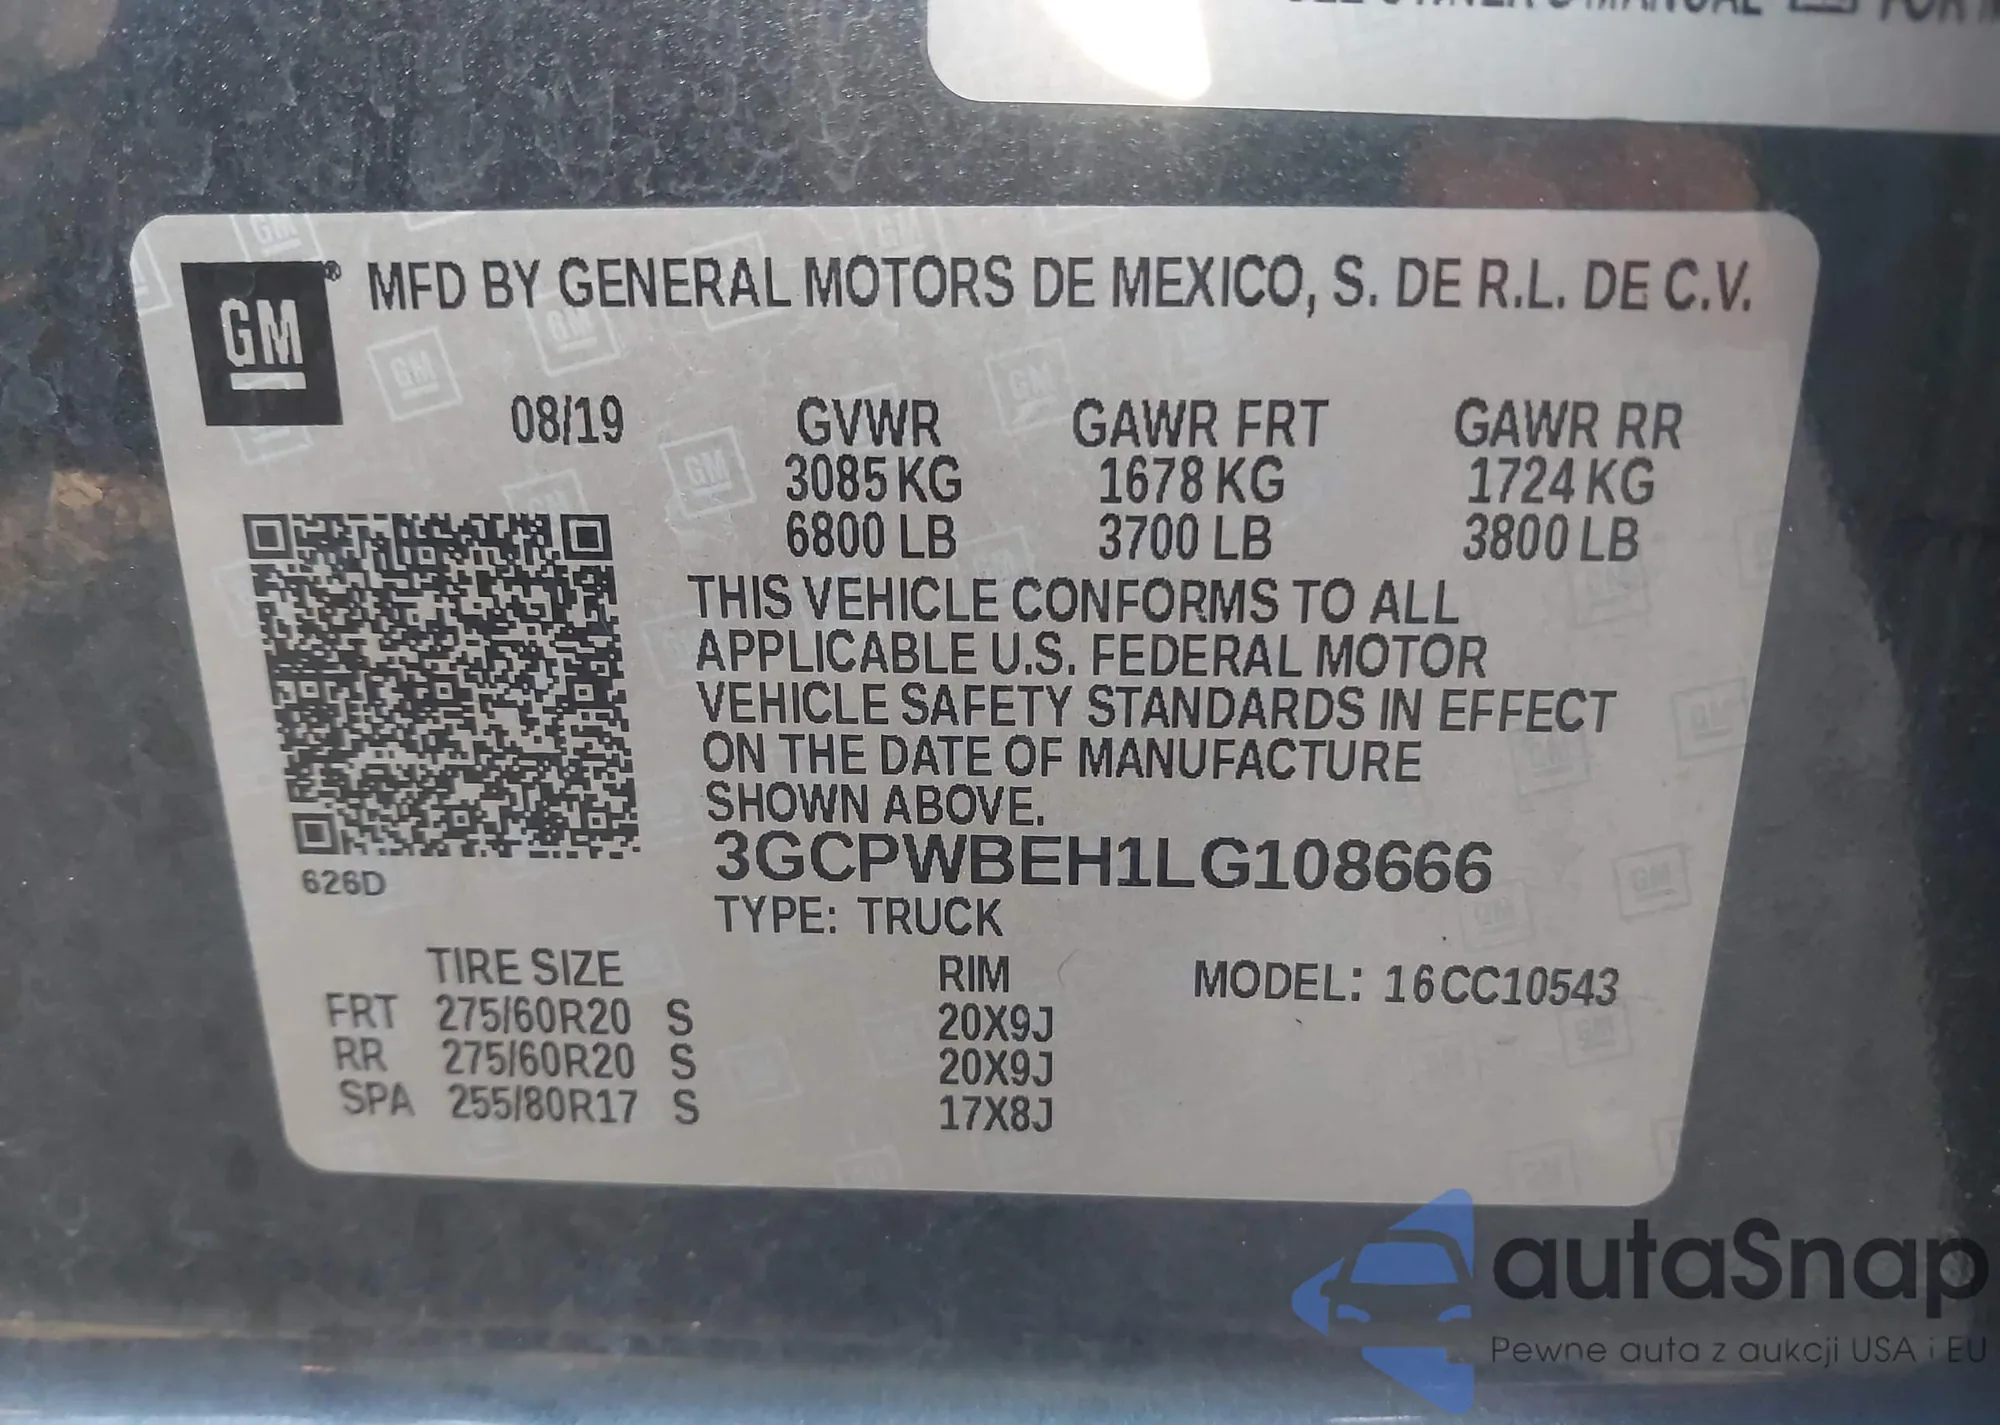 OWNER'S MANUAL
FOR
GM
® MFD BY GENERAL MOTORS DE MEXICO, S. DE R.L. DE C.V.
08/19 GVWR GAWR FRT GAWR RR
3085 KG 1678 KG 1724 KG
6800 LB 3700 LB 3800 LB
THIS VEHICLE CONFORMS TO ALL
APPLICABLE U.S. FEDERAL MOTOR
VEHICLE SAFETY STANDARDS IN EFFECT
ON THE DATE OF MANUFACTURE
SHOWN ABOVE.
3GCPWBEH1LG108666
626D
TYPE: TRUCK
TIRE SIZE RIM MODEL: 16CC10543
FRT 275/60R20 S 20X9J
RR 275/60R20 S 20X9J
SPA 255/80R17 S 17X8J
autaSnap
Pewne auta z aukcji USA i EU